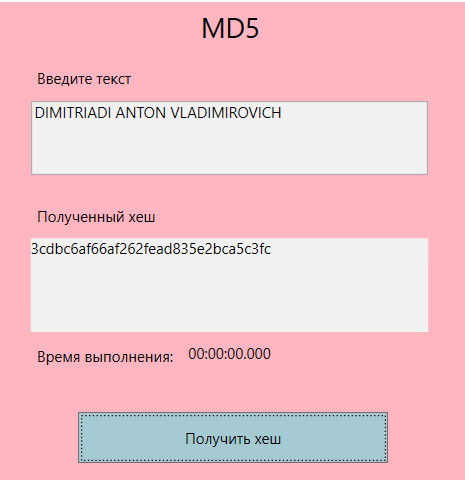 MD5
Введите текст
DIMITRIADI ANTON VLADIMIROVICH
Полученный хеш
3cdbc6af66af262fead835e2bca5c3fc
Время выполнения: 00:00:00.000
Получить хеш